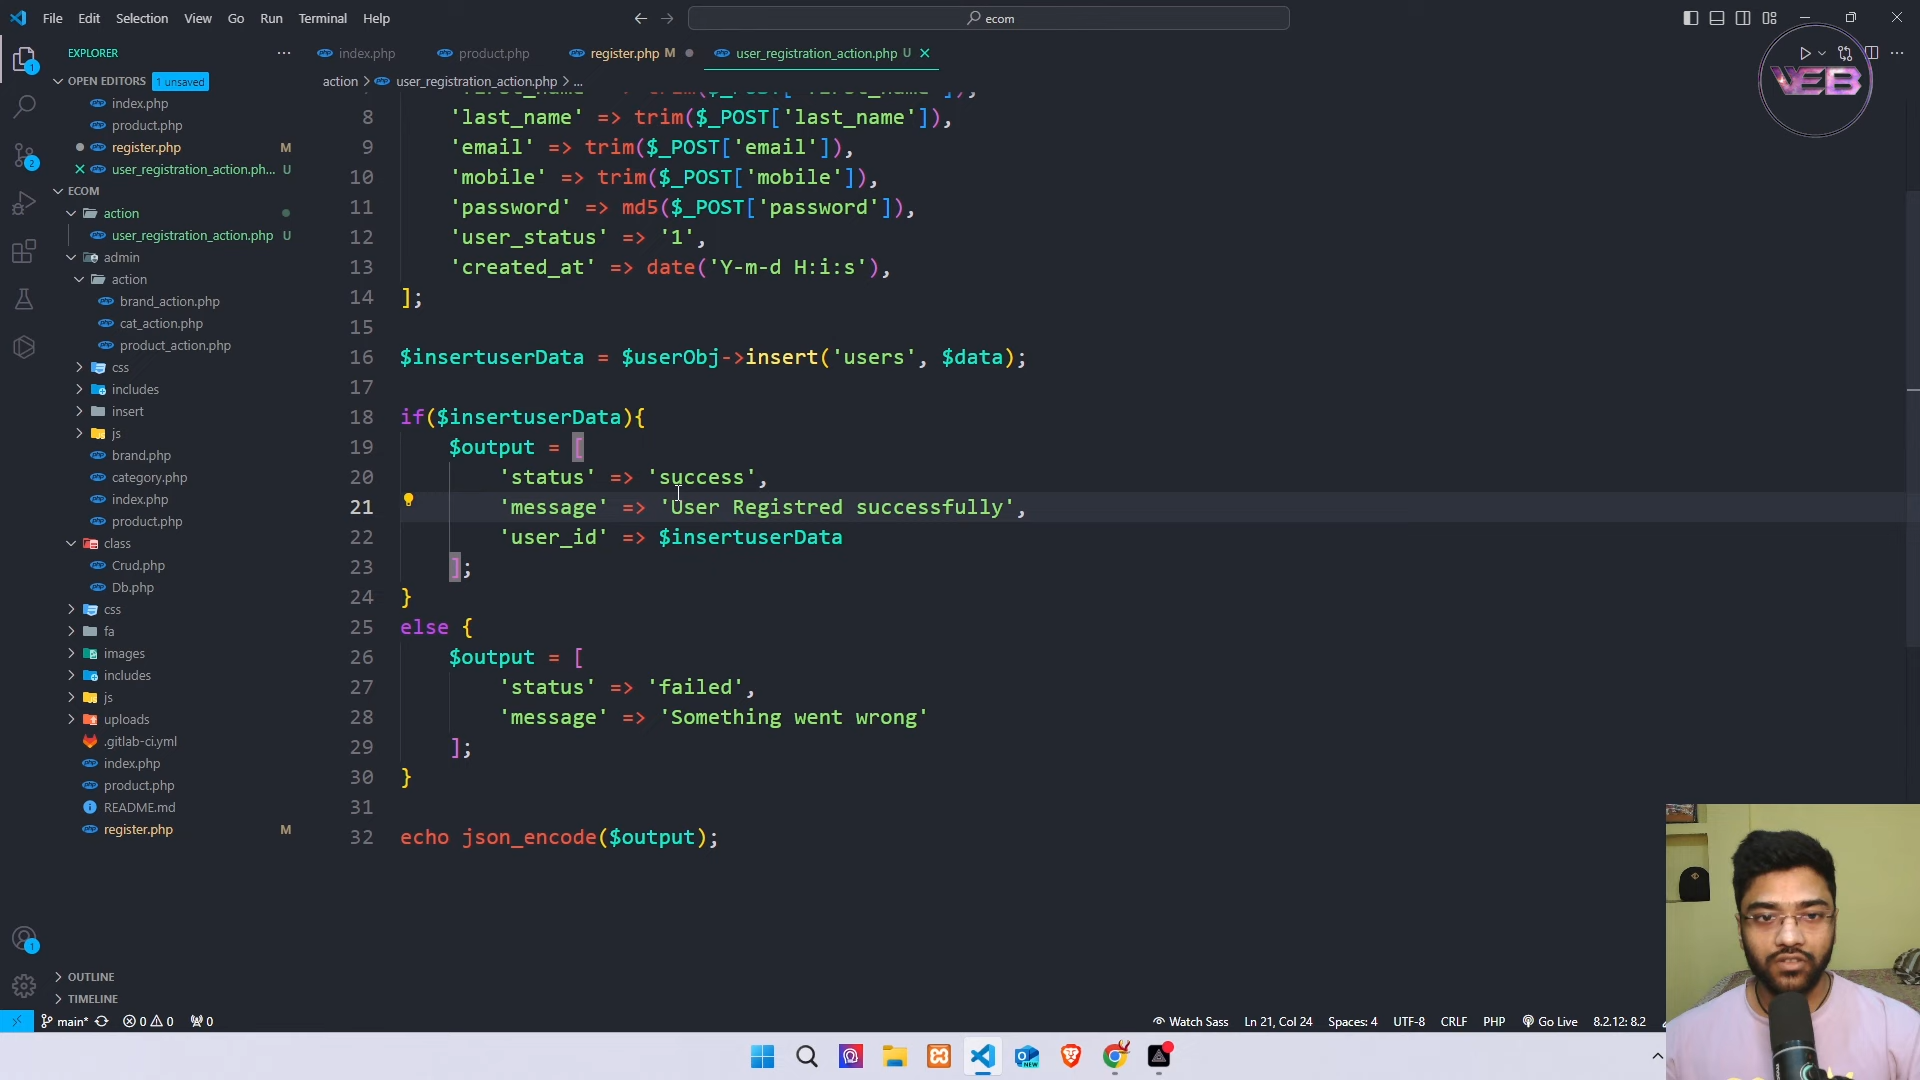 File Edit Selection View Go Run Terminal Help
ecom
EXPLORER
index.php
product.php
register.php M
user_registration_action.php U
OPEN EDITORS 1 unsaved
action > user_registration_action.php > ...
index.php
product.php
register.php M
user_registration_action.ph... U
ECOM
action
user_registration_action.php U
admin
action
brand_action.php
cat_action.php
product_action.php
css
includes
insert
js
brand.php
category.php
index.php
product.php
class
Crud.php
Db.php
css
fa
images
includes
js
uploads
.gitlab-ci.yml
index.php
product.php
README.md
register.php M
OUTLINE
TIMELINE
8 'last_name' => trim($_POST['last_name']),
9 'email' => trim($_POST['email']),
10 'mobile' => trim($_POST['mobile']),
11 'password' => md5($_POST['password']),
12 'user_status' => '1',
13 'created_at' => date('Y-m-d H:i:s'),
14 ];
15
16 $insertuserData = $userObj->insert('users', $data);
17
18 if($insertuserData){
19 $output = [
20 'status' => 'success',
21 'message' => 'User Registred successfully',
22 'user_id' => $insertuserData
23 ];
24 }
25 else {
26 $output = [
27 'status' => 'failed',
28 'message' => 'Something went wrong'
29 ];
30 }
31
32 echo json_encode($output);
main* 0 0 0
Watch Sass Ln 21, Col 24 Spaces: 4 UTF-8 CRLF PHP Go Live 8.2.12: 8.2